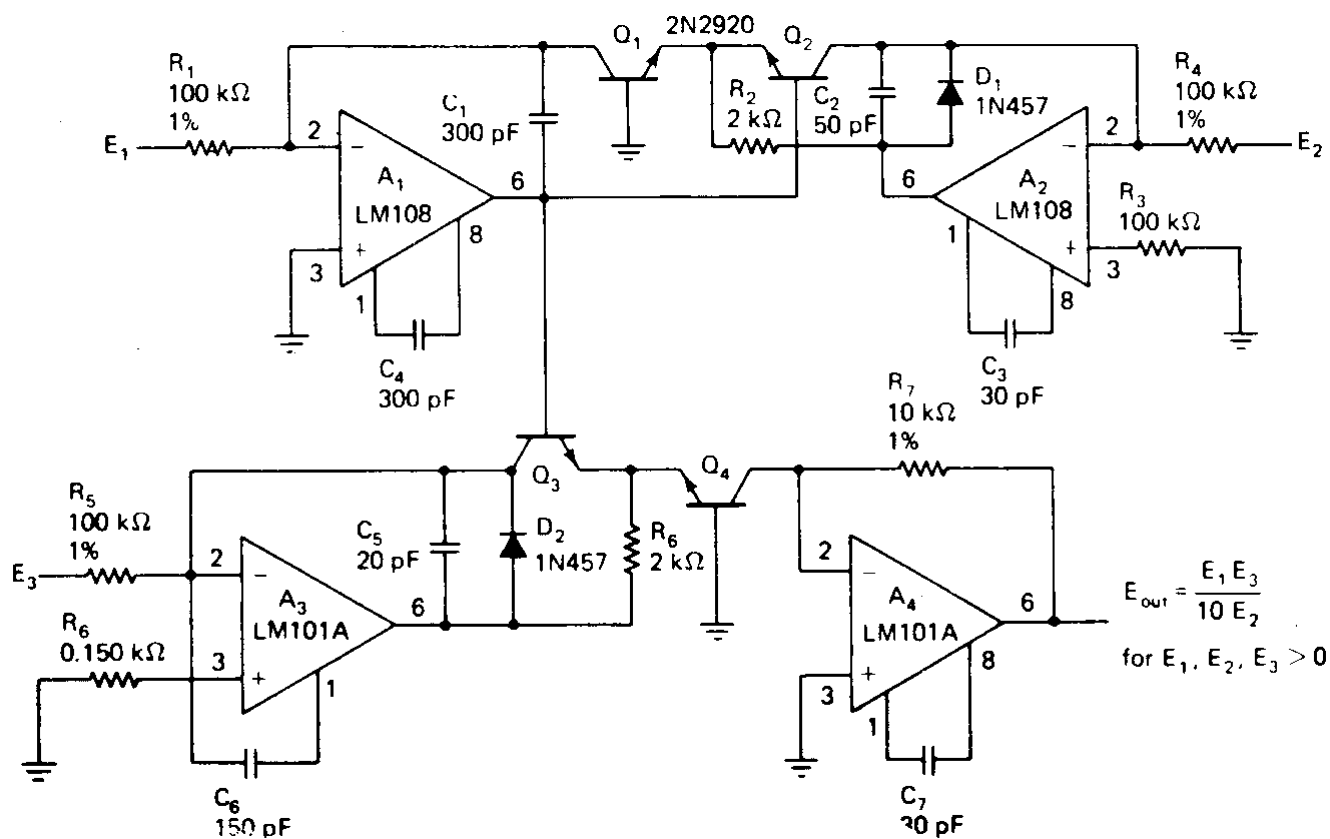 2N2920
Q1
Q2
R1
100 kΩ
1%
C1
300 pF
R2
2 kΩ
C2
50 pF
D1
1N457
R4
100 kΩ
1%
E1
2
−
A1
LM108
6
8
+
3
1
C4
300 pF
2
−
A2
LM108
6
1
+
3
8
E2
R3
100 kΩ
C3
30 pF
R7
10 kΩ
1%
Q3
Q4
R5
100 kΩ
1%
C5
20 pF
D2
1N457
R6
2 kΩ
E3
2
−
A3
LM101A
6
R6
0.150 kΩ
3
+
1
C6
150 pF
2
−
A4
LM101A
6
8
+
3
1
C7
30 pF
Eout = E1 E3 / 10 E2
for E1, E2, E3 > 0